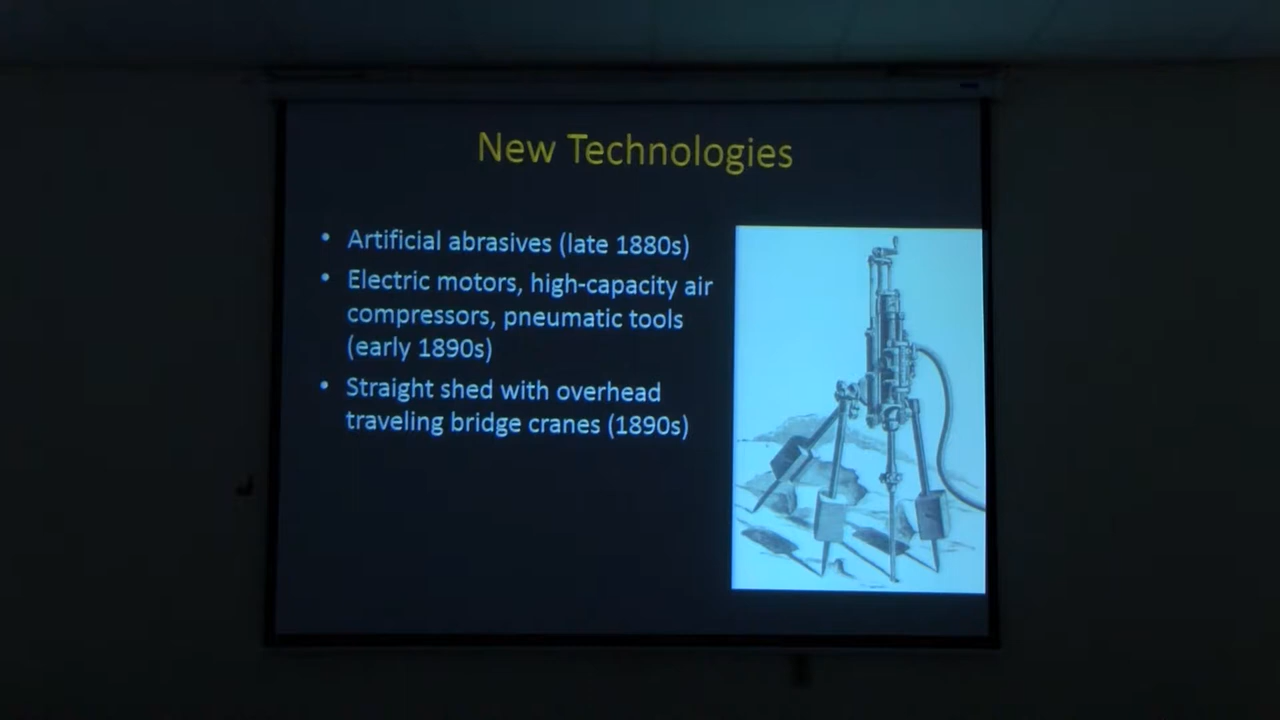 New Technologies
• Artificial abrasives (late 1880s)
• Electric motors, high-capacity air
compressors, pneumatic tools
(early 1890s)
• Straight shed with overhead
traveling bridge cranes (1890s)